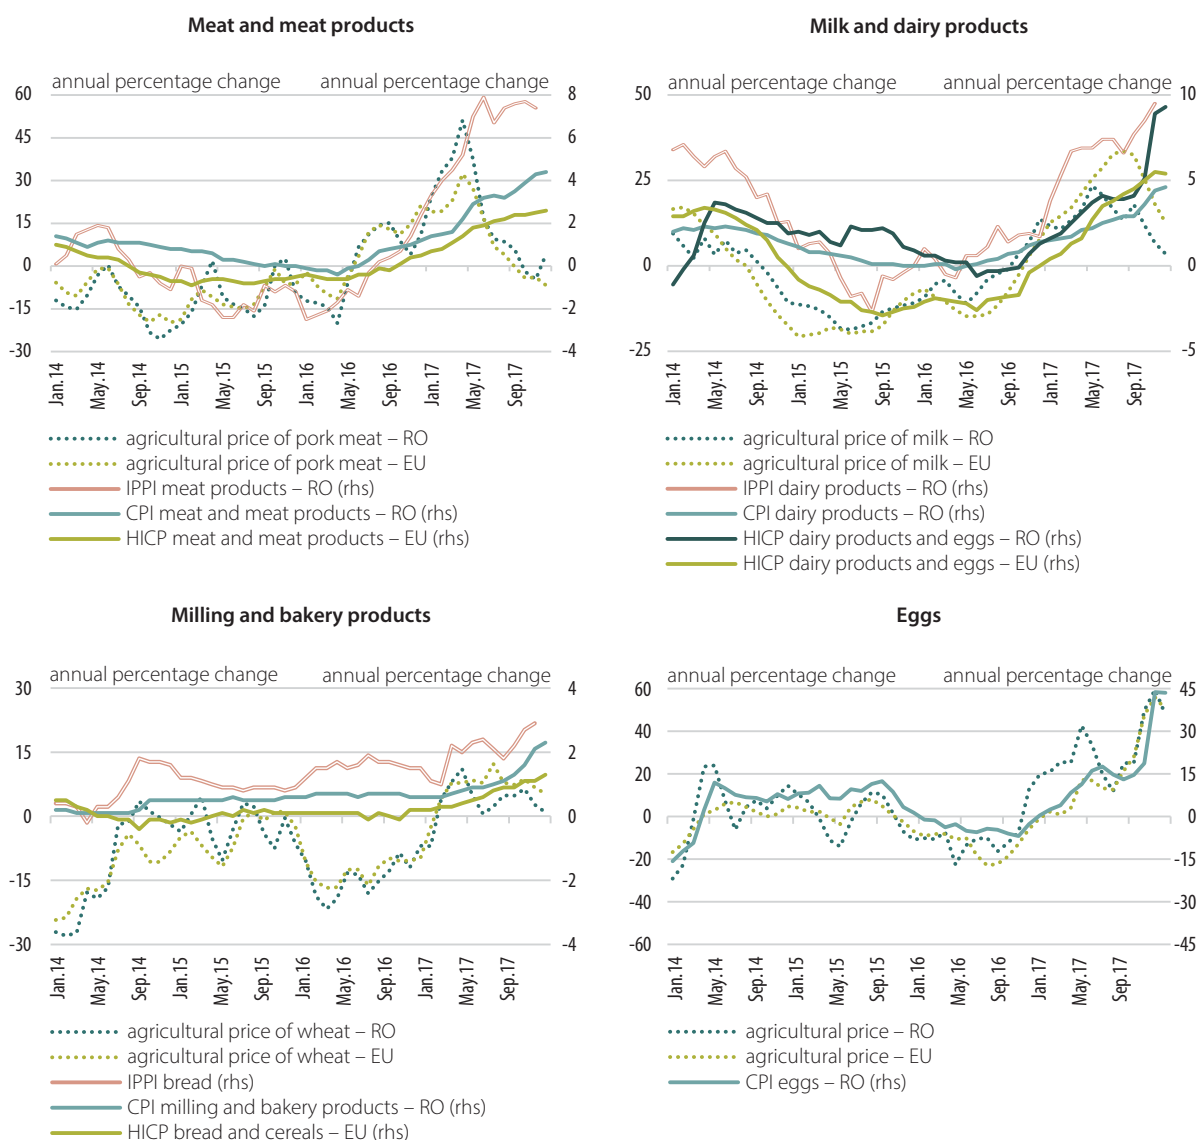 Meat and meat products
annual percentage change annual percentage change
60 8
45 6
30 4
15 2
0 0
-15 -2
-30 -4
Jan.14 May.14 Sep.14 Jan.15 May.15 Sep.15 Jan.16 May.16 Sep.16 Jan.17 May.17 Sep.17
agricultural price of pork meat – RO
agricultural price of pork meat – EU
IPPI meat products – RO (rhs)
CPI meat and meat products – RO (rhs)
HICP meat and meat products – EU (rhs)
Milk and dairy products
annual percentage change annual percentage change
50 10
25 5
0 0
-25 -5
Jan.14 May.14 Sep.14 Jan.15 May.15 Sep.15 Jan.16 May.16 Sep.16 Jan.17 May.17 Sep.17
agricultural price of milk – RO
agricultural price of milk – EU
IPPI dairy products – RO (rhs)
CPI dairy products – RO (rhs)
HICP dairy products and eggs – RO (rhs)
HICP dairy products and eggs – EU (rhs)
Milling and bakery products
annual percentage change annual percentage change
30 4
15 2
0 0
-15 -2
-30 -4
Jan.14 May.14 Sep.14 Jan.15 May.15 Sep.15 Jan.16 May.16 Sep.16 Jan.17 May.17 Sep.17
agricultural price of wheat – RO
agricultural price of wheat – EU
IPPI bread (rhs)
CPI milling and bakery products – RO (rhs)
HICP bread and cereals – EU (rhs)
Eggs
annual percentage change annual percentage change
60 45
40 30
20 15
0 0
-20 -15
-40 -30
-60 -45
Jan.14 May.14 Sep.14 Jan.15 May.15 Sep.15 Jan.16 May.16 Sep.16 Jan.17 May.17 Sep.17
agricultural price – RO
agricultural price – EU
CPI eggs – RO (rhs)